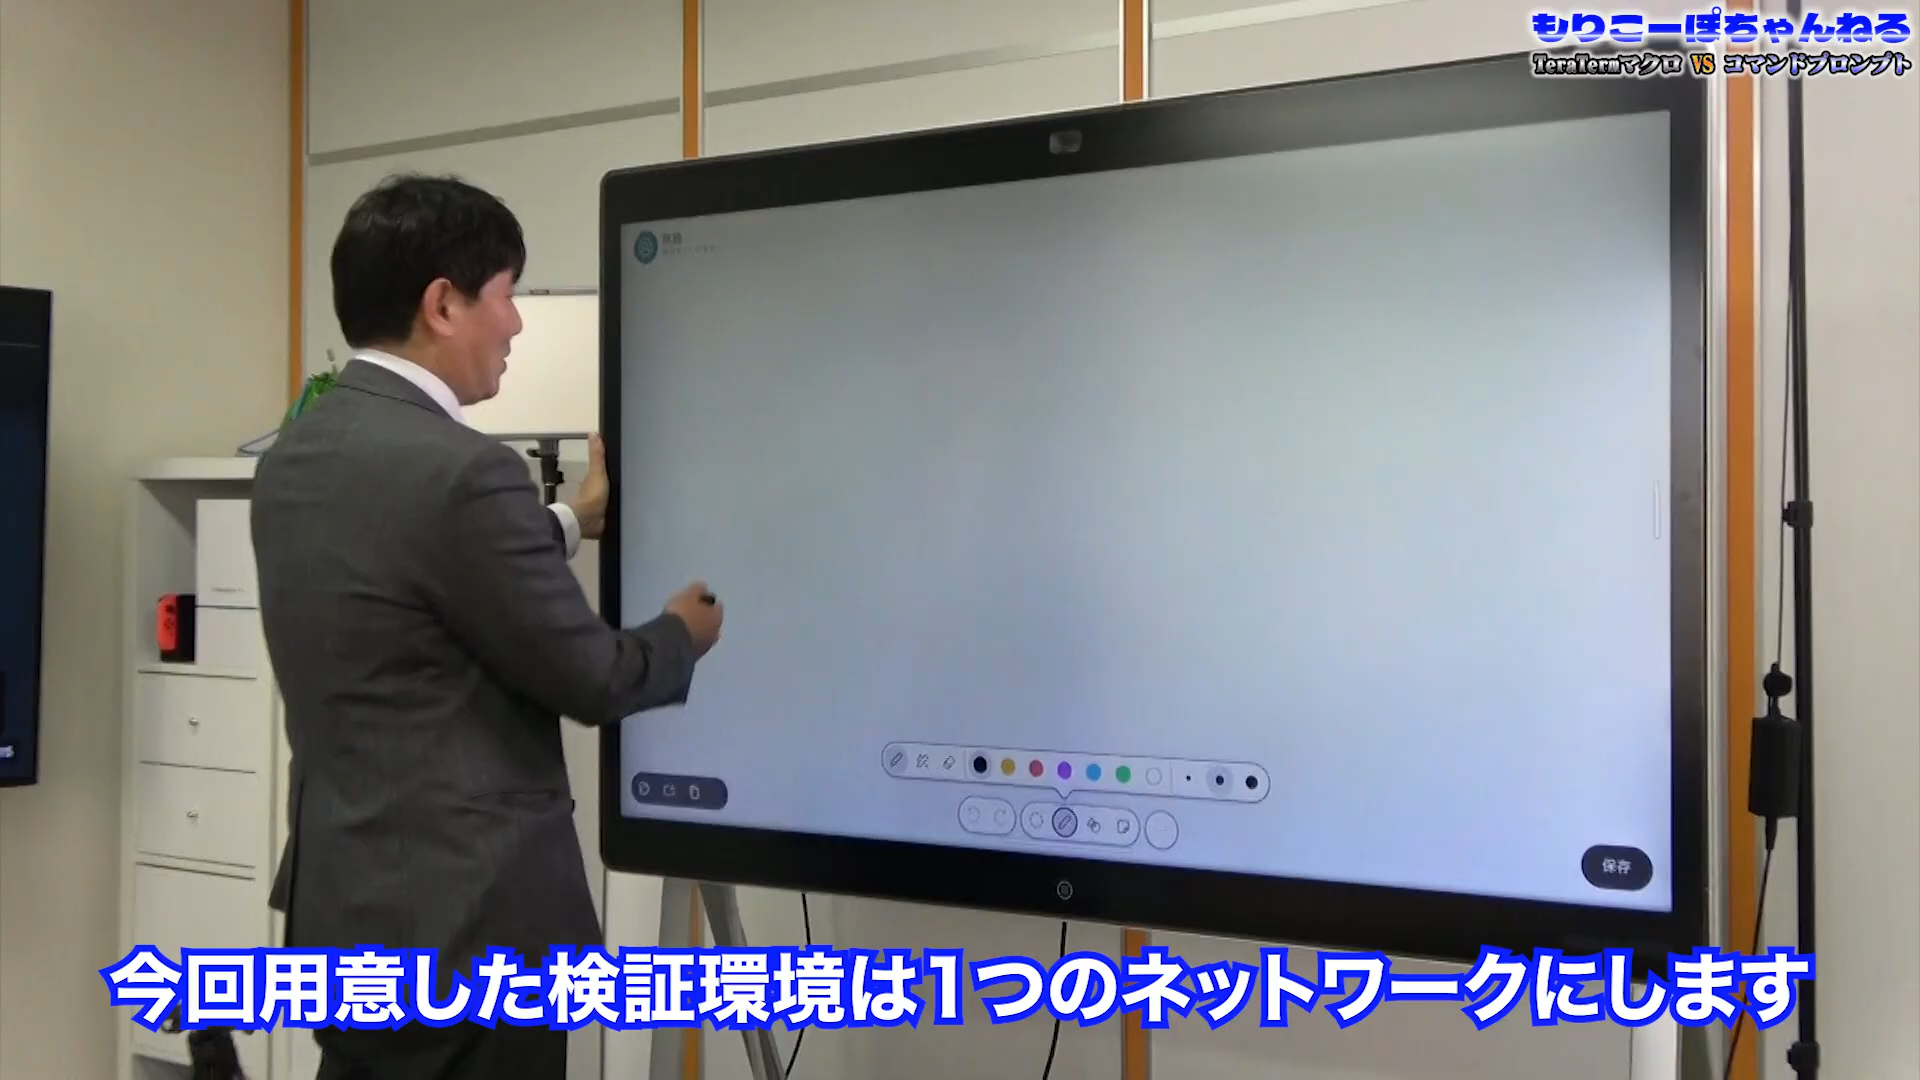 もりこーぽちゃんねる
TeraTermマクロ VS コマンドプロンプト
保存
今回用意した検証環境は1つのネットワークにします